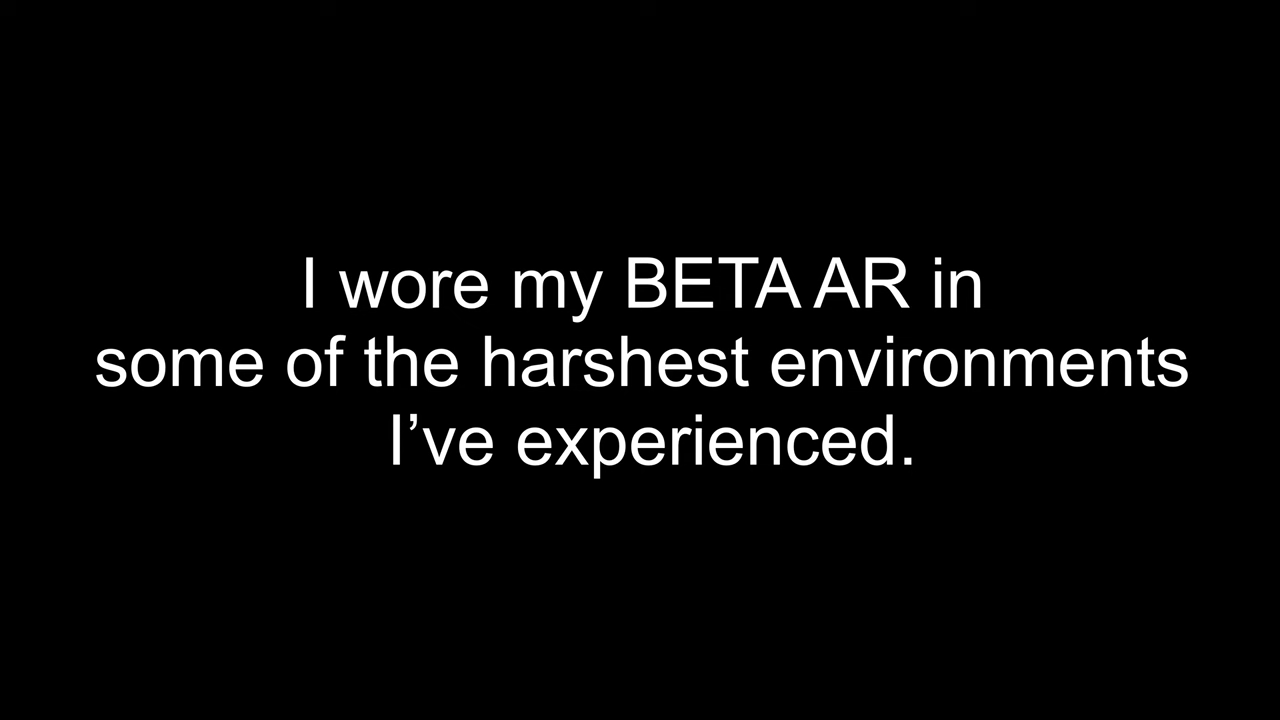 I wore my BETA AR in
some of the harshest environments
I’ve experienced.